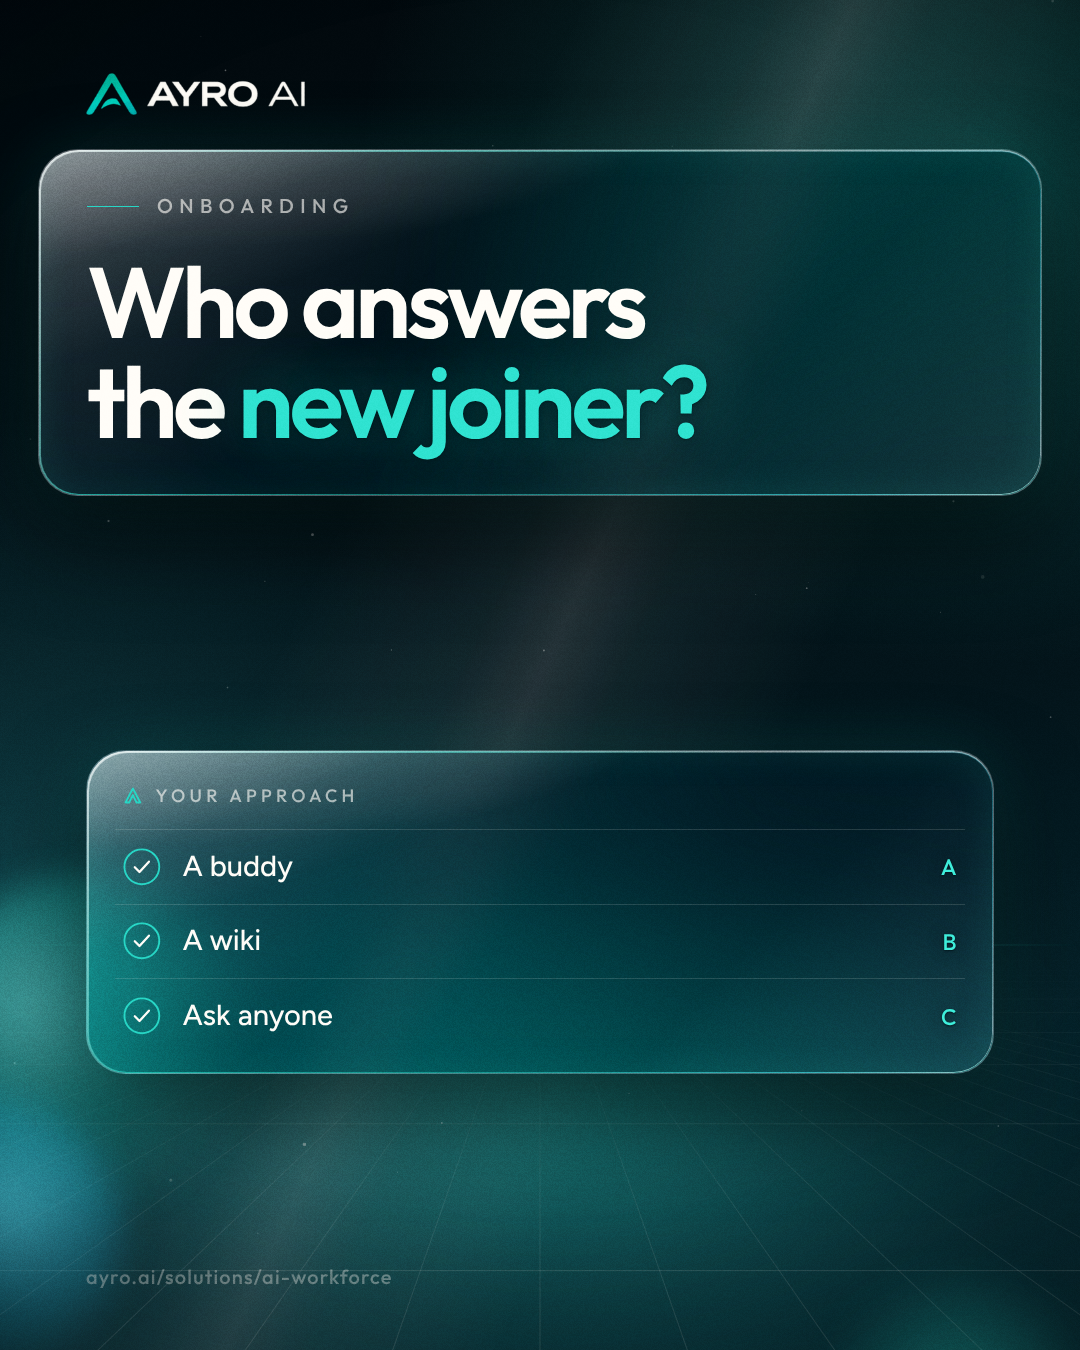 AYRO AI
ONBOARDING
Who answers
the new joiner?
YOUR APPROACH
A buddy A
A wiki B
Ask anyone C
ayro.ai/solutions/ai-workforce